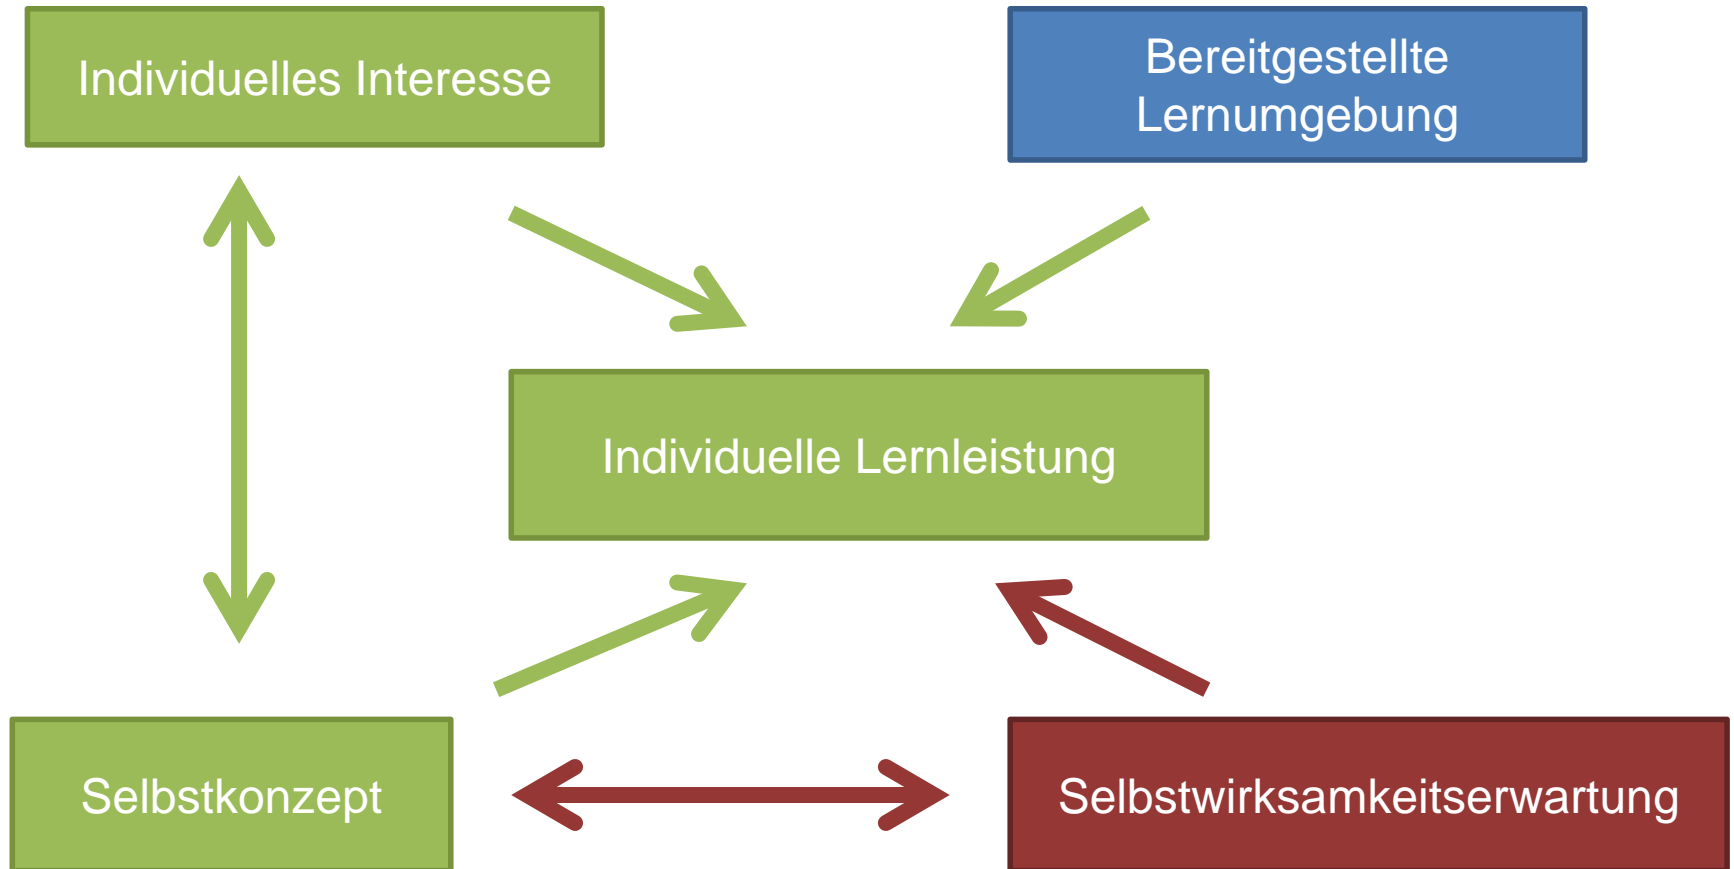 Individuelles Interesse
Bereitgestellte
Lernumgebung
Individuelle Lernleistung
Selbstkonzept
Selbstwirksamkeitserwartung